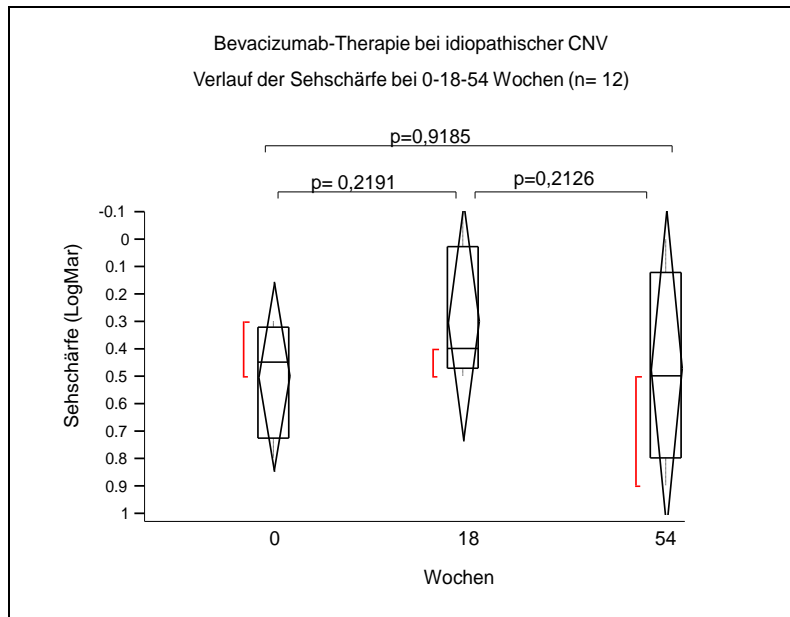 Bevacizumab-Therapie bei idiopathischer CNV
Verlauf der Sehschärfe bei 0-18-54 Wochen (n= 12)
p=0,9185
p= 0,2191
p=0,2126
Sehschärfe (LogMar)
-0.1
0
0.1
0.2
0.3
0.4
0.5
0.6
0.7
0.8
0.9
1
0 18 54
Wochen